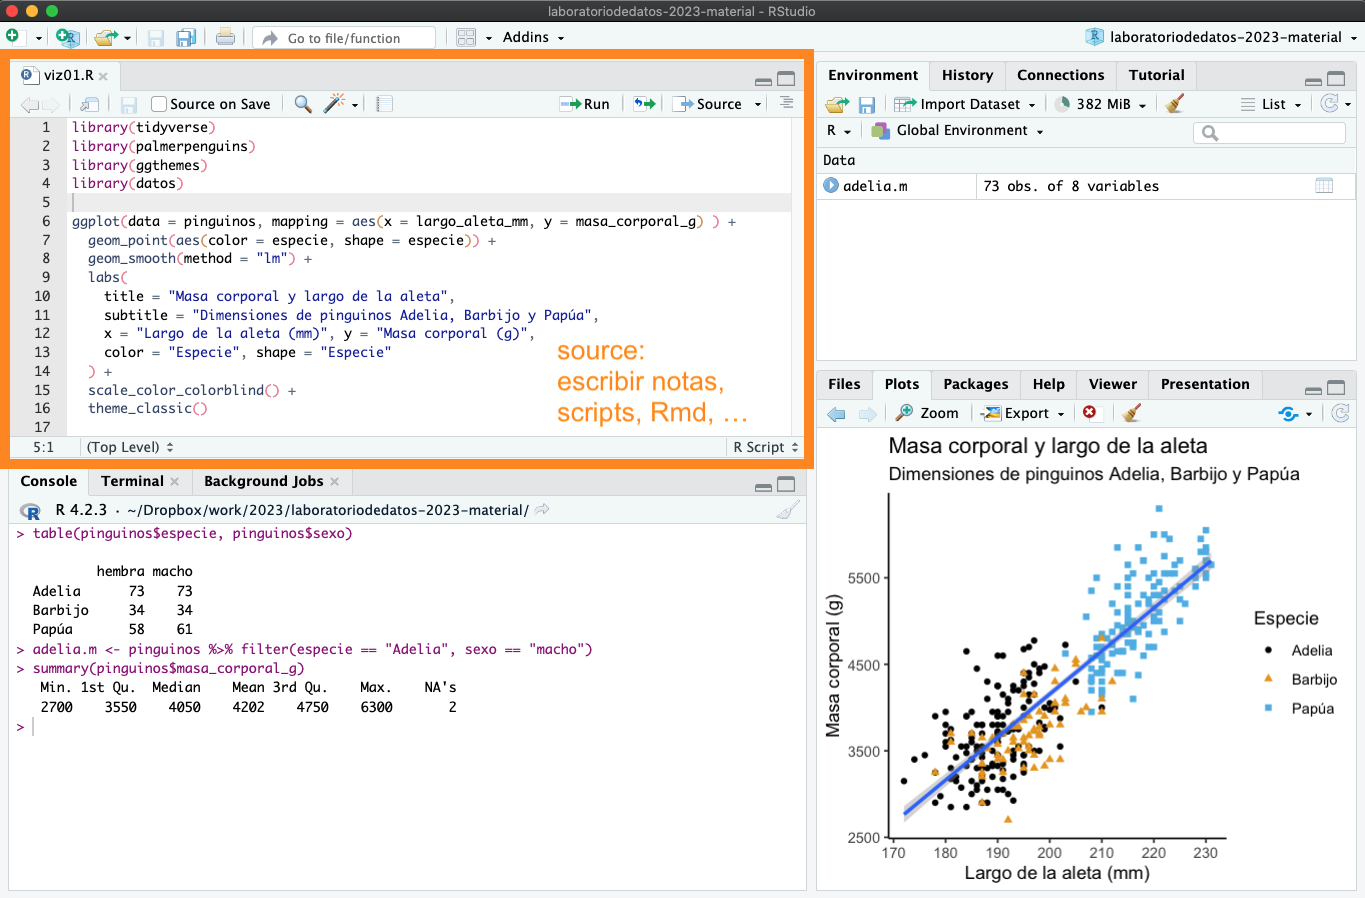 laboratoriodedatos-2023-material - RStudio
Go to file/function
Addins
laboratoriodedatos-2023-material
viz01.R
Source on Save
Run
Source
1 library(tidyverse)
2 library(palmerpenguins)
3 library(ggthemes)
4 library(datos)
5
6 ggplot(data = pinguinos, mapping = aes(x = largo_aleta_mm, y = masa_corporal_g) ) +
7 geom_point(aes(color = especie, shape = especie)) +
8 geom_smooth(method = "lm") +
9 labs(
10 title = "Masa corporal y largo de la aleta",
11 subtitle = "Dimensiones de pinguinos Adelia, Barbijo y Papúa",
12 x = "Largo de la aleta (mm)", y = "Masa corporal (g)",
13 color = "Especie", shape = "Especie"
14 ) +
15 scale_color_colorblind() +
16 theme_classic()
17
source:
escribir notas,
scripts, Rmd, ...
5:1 (Top Level) R Script
Console Terminal Background Jobs
R 4.2.3 · ~/Dropbox/work/2023/laboratoriodedatos-2023-material/
> table(pinguinos$especie, pinguinos$sexo)
hembra macho
Adelia 73 73
Barbijo 34 34
Papúa 58 61
> adelia.m <- pinguinos %>% filter(especie == "Adelia", sexo == "macho")
> summary(pinguinos$masa_corporal_g)
Min. 1st Qu. Median Mean 3rd Qu. Max. NA's
2700 3550 4050 4202 4750 6300 2
>
Environment History Connections Tutorial
Import Dataset 382 MiB List
R Global Environment
Data
adelia.m 73 obs. of 8 variables
Files Plots Packages Help Viewer Presentation
Zoom Export
Masa corporal y largo de la aleta
Dimensiones de pinguinos Adelia, Barbijo y Papúa
Masa corporal (g)
5500
4500
3500
2500
170 180 190 200 210 220 230
Largo de la aleta (mm)
Especie
Adelia
Barbijo
Papúa